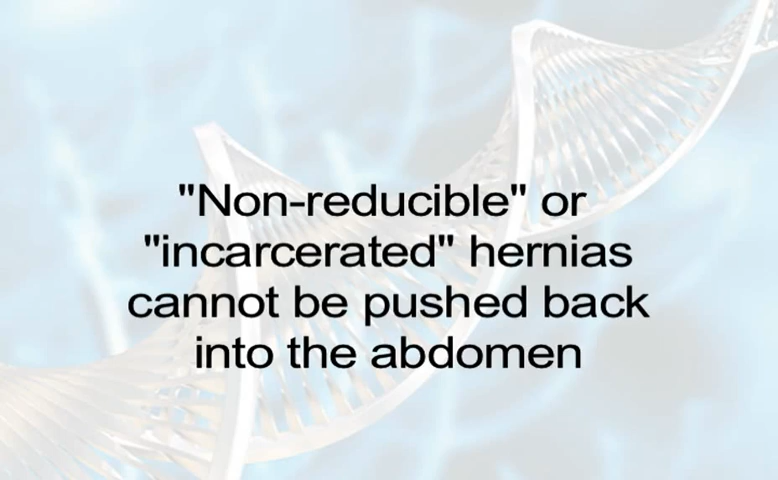 "Non-reducible" or
"incarcerated" hernias
cannot be pushed back
into the abdomen